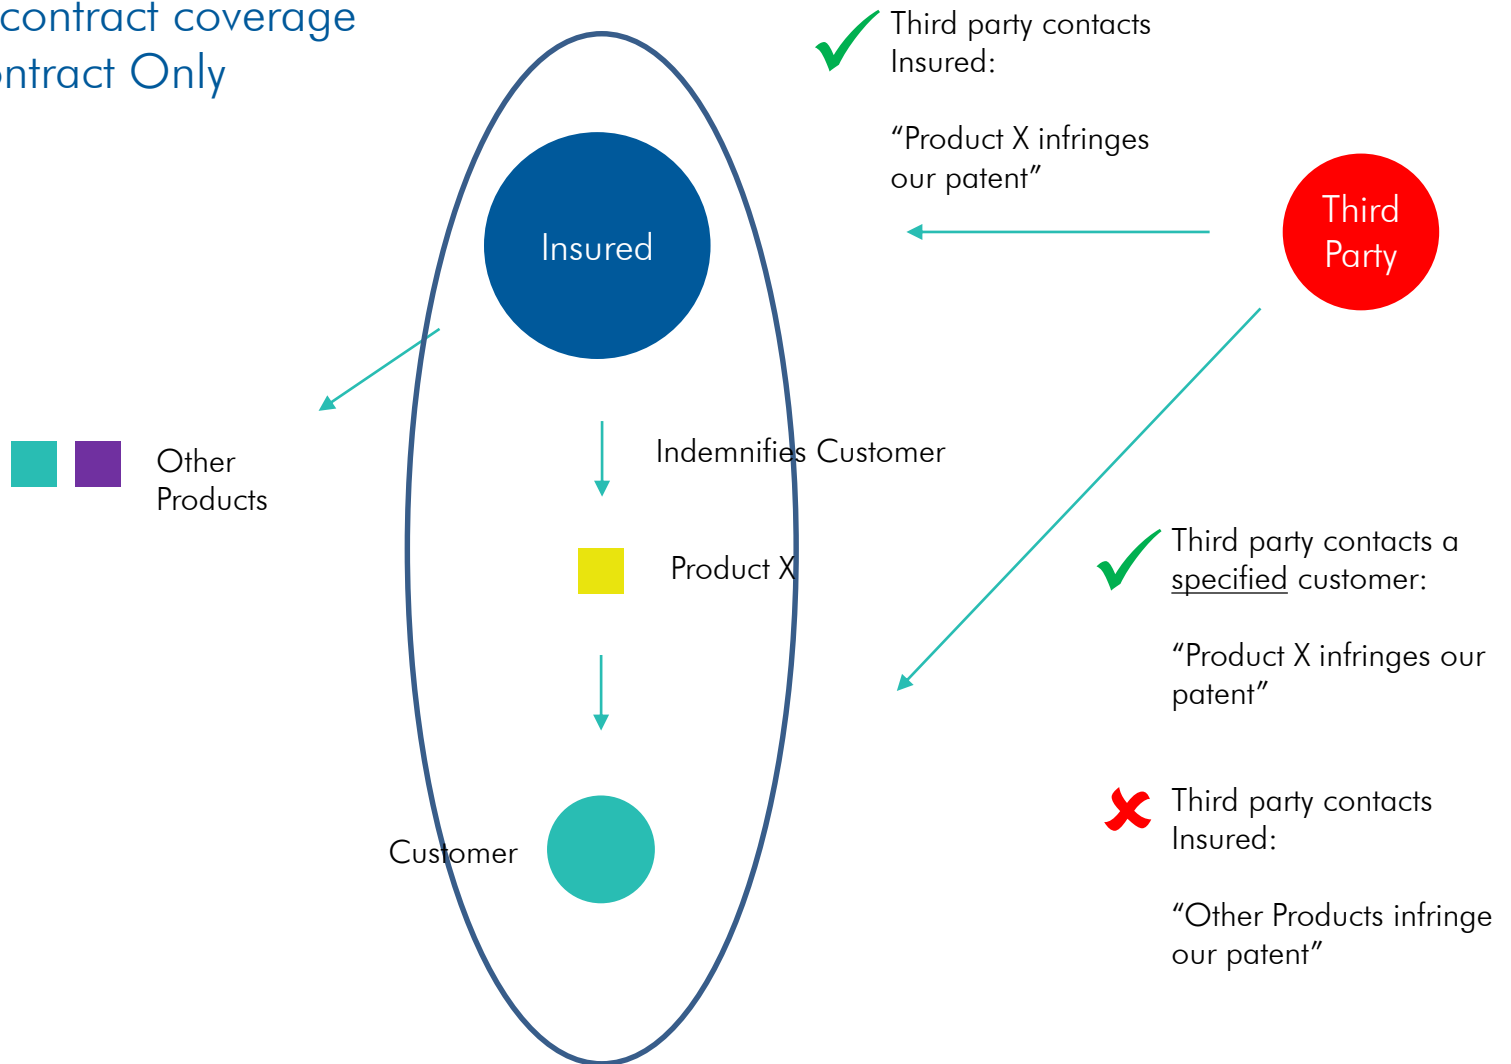 contract coverage
ntract Only
Third party contacts
Insured:
“Product X infringes
our patent”
Third
Party
Insured
Indemnifies Customer
Other
Products
Product X
Third party contacts a
specified customer:
“Product X infringes our
patent”
Third party contacts
Insured:
“Other Products infringe
our patent”
Customer